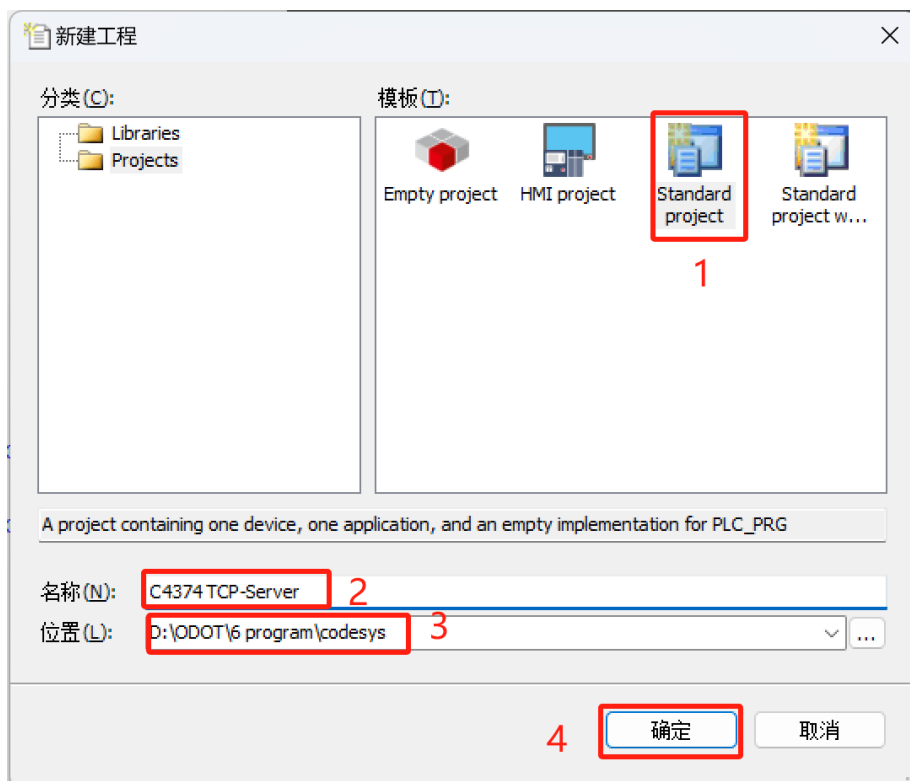 新建工程
分类(C):
模板(T):
Libraries
Projects
Empty project
HMI project
Standard
project
Standard
project w...
1
A project containing one device, one application, and an empty implementation for PLC_PRG
名称(N):
C4374 TCP-Server
2
位置(L):
D:\ODOT\6 program\codesys
3
...
4
确定
取消